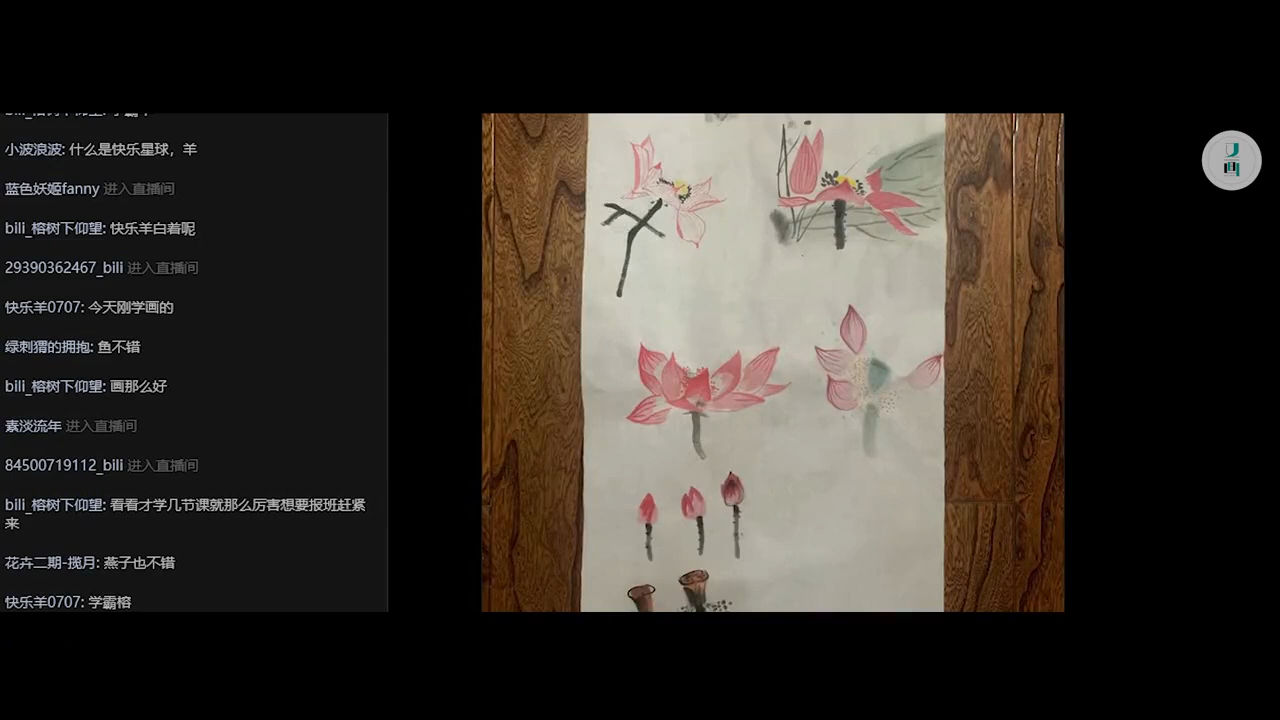 小波浪波: 什么是快乐星球，羊
蓝色妖姬fanny 进入直播间
bili_榕树下仰望: 快乐羊白着呢
29390362467_bili 进入直播间
快乐羊0707: 今天刚学画的
绿刺猬的拥抱: 鱼不错
bili_榕树下仰望: 画那么好
素淡流年 进入直播间
84500719112_bili 进入直播间
bili_榕树下仰望: 看看才学几节课就那么厉害想要报班赶紧
来
花卉二期-揽月: 燕子也不错
快乐羊0707: 学霸榕